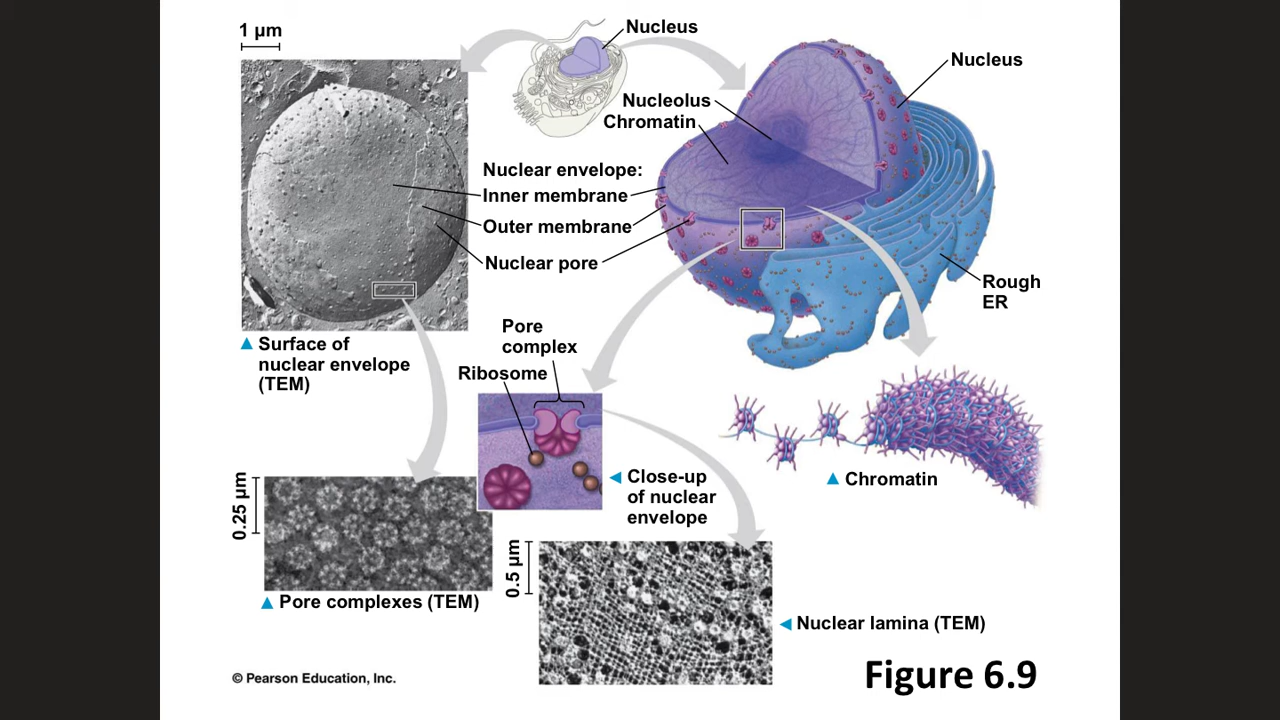 1 µm
Nucleus
Nucleus
Nucleolus
Chromatin
Nuclear envelope:
Inner membrane
Outer membrane
Nuclear pore
Rough
ER
Surface of
nuclear envelope
(TEM)
Pore
complex
Ribosome
Close-up
of nuclear
envelope
Chromatin
0.25 µm
Pore complexes (TEM)
0.5 µm
Nuclear lamina (TEM)
© Pearson Education, Inc.
Figure 6.9